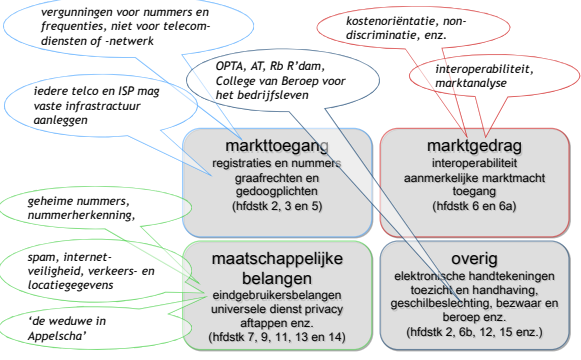 vergunningen voor nummers en
frequenties, niet voor telecom-
diensten of -netwerk
kostenoriëntatie, non-
discriminatie, enz.
OPTA, AT, Rb R’dam,
College van Beroep voor
het bedrijfsleven
interoperabiliteit,
marktanalyse
iedere telco en ISP mag
vaste infrastractuur
aanleggen
markttoegang
registraties en nummers
graafrechten en
gedoogplichten
(hfdstk 2, 3 en 5)
marktgedrag
interoperabiliteit
aanmerkelijke marktmacht
toegang
(hfdstk 6 en 6a)
geheime nummers,
nummerherkenning,
spam, internet-
veiligheid, verkeers- en
locatiegegevens
‘de weduwe in
Appelscha’
maatschappelijke
belangen
eindgebruikersbelangen
universele dienst privacy
aftappen enz.
(hfdstk 7, 9, 11, 13 en 14)
overig
elektronische handtekeningen
toezicht en handhaving,
geschilbeslechting, bezwaar en
beroep enz.
(hfdstk 2, 6b, 12, 15 enz.)